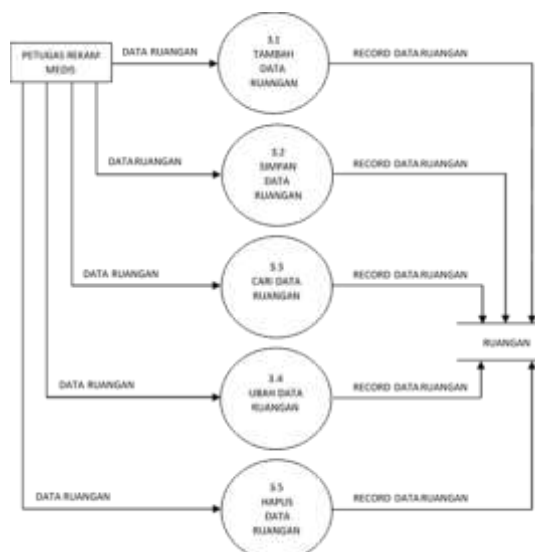 PETUGAS REKAM
MEDIS
DATA RUANGAN
3.1
TAMBAH
DATA
RUANGAN
RECORD DATA RUANGAN
DATA RUANGAN
3.2
SIMPAN
DATA
RUANGAN
RECORD DATA RUANGAN
DATA RUANGAN
3.3
CARI DATA
RUANGAN
RECORD DATA RUANGAN
RUANGAN
DATA RUANGAN
3.4
UBAH DATA
RUANGAN
RECORD DATA RUANGAN
DATA RUANGAN
3.5
HAPUS
DATA
RUANGAN
RECORD DATA RUANGAN